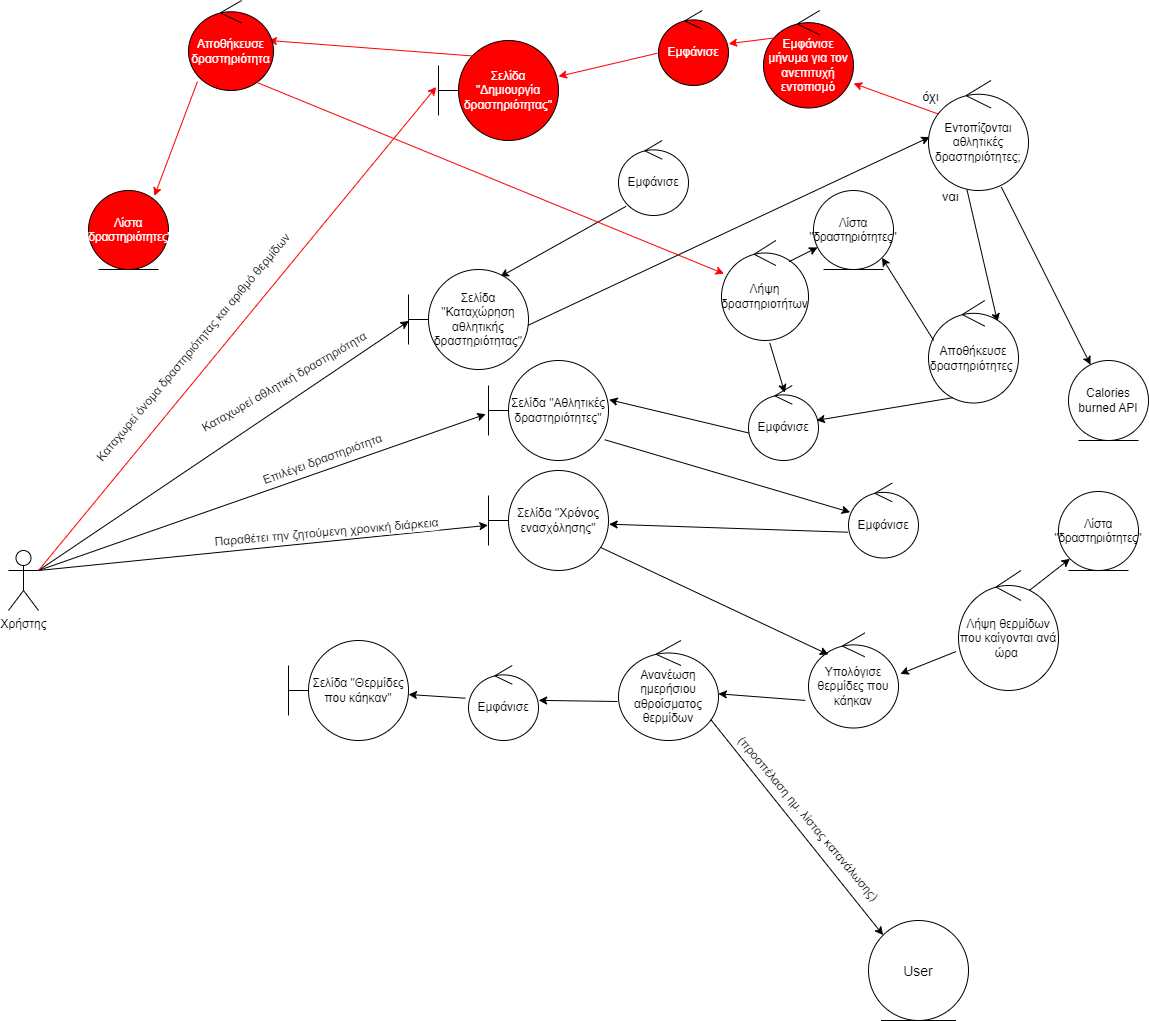 Αποθήκευσε
δραστηριότητα
Σελίδα
"Δημιουργία
δραστηριότητας"
Εμφάνισε
Εμφάνισε
μήνυμα για τον
ανεπιτυχή
εντοπισμό
όχι
Εντοπίζονται
αθλητικές
δραστηριότητες;
ναι
Εμφάνισε
Λίστα
δραστηριότητες
Λίστα
"δραστηριότητες"
Καταχωρεί όνομα δραστηριότητας και αριθμό θερμίδων
Σελίδα
"Καταχώρηση
αθλητικής
δραστηριότητας"
Λήψη
δραστηριοτήτων
Αποθήκευσε
δραστηριότητες
Calories
burned API
Καταχωρεί αθλητική δραστηριότητα
Σελίδα "Αθλητικές
δραστηριότητες"
Εμφάνισε
Επιλέγει δραστηριότητα
Σελίδα "Χρόνος
ενασχόλησης"
Εμφάνισε
Λίστα
"δραστηριότητες"
Παραθέτει την ζητούμενη χρονική διάρκεια
Χρήστης
Λήψη θερμίδων
που καίγονται ανά
ώρα
Σελίδα "Θερμίδες
που κάηκαν"
Εμφάνισε
Ανανέωση
ημερήσιου
αθροίσματος
θερμίδων
Υπολόγισε
θερμίδες που
κάηκαν
(προσπέλαση ημ. λίστας κατανάλωσης)
User